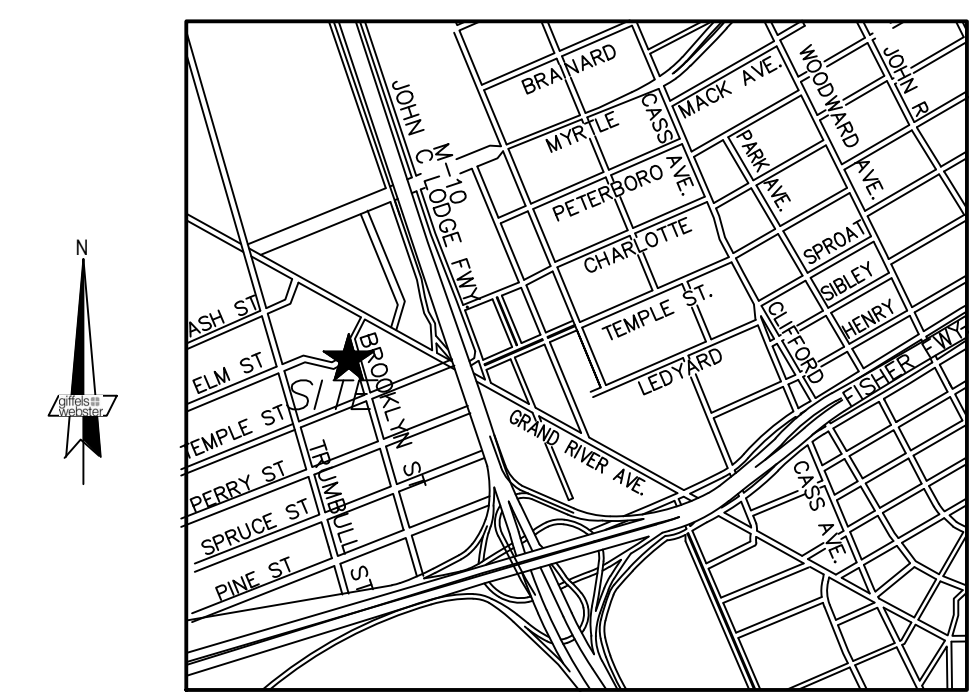 N
giffels
webster
JOHN C LODGE FWY
M-10
BRAINARD
MYRTLE
CASS AVE.
MACK AVE.
WOODWARD AVE.
JOHN R
PARK AVE.
PETERBORO
CHARLOTTE
SPROAT
SIBLEY
HENRY
TEMPLE ST.
CLIFFORD
LEDYARD
FISHER FWY
ASH ST
ELM ST
BROOKLYN ST
SITE
TEMPLE ST
GRAND RIVER AVE.
PERRY ST
TRUMBULL ST
SPRUCE ST
PINE ST
CASS AVE.